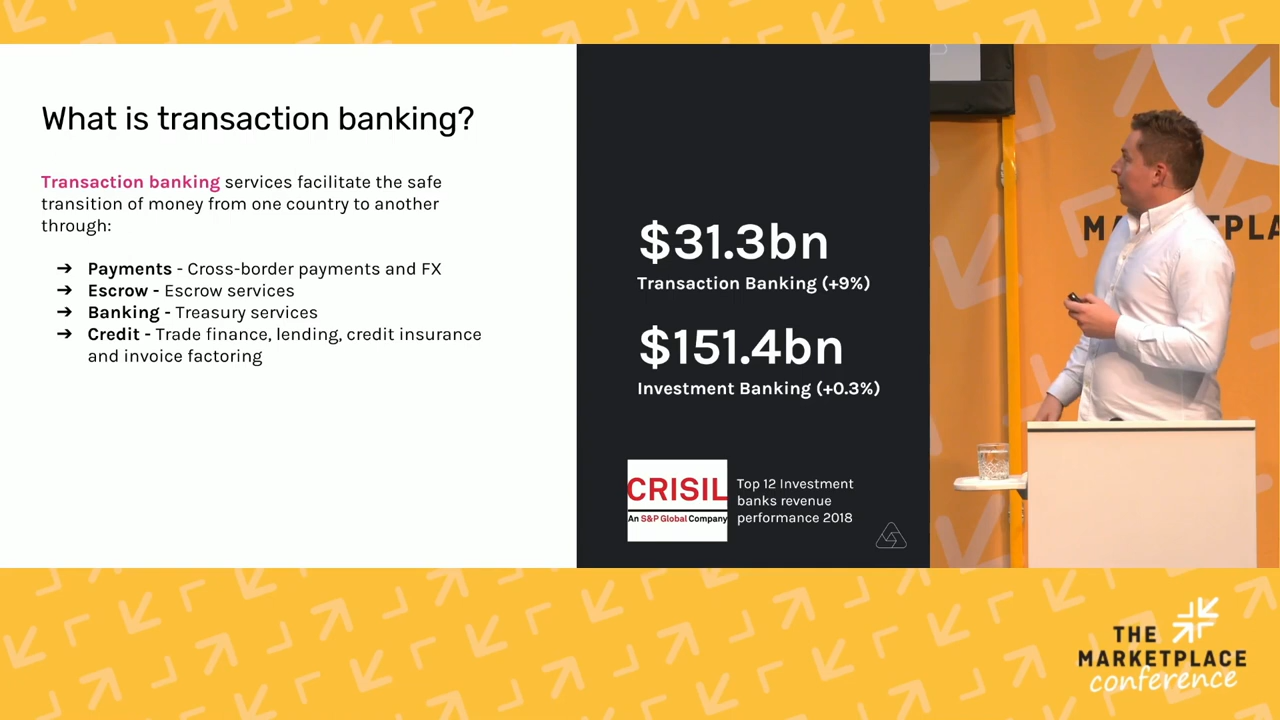 What is transaction banking?
Transaction banking services facilitate the safe
transition of money from one country to another
through:
➔ Payments - Cross-border payments and FX
➔ Escrow - Escrow services
➔ Banking - Treasury services
➔ Credit - Trade finance, lending, credit insurance
and invoice factoring
$31.3bn
Transaction Banking (+9%)
$151.4bn
Investment Banking (+0.3%)
CRISIL
An S&P Global Company
Top 12 Investment
banks revenue
performance 2018
MA
TPLA
THE
MARKETPLACE
conference